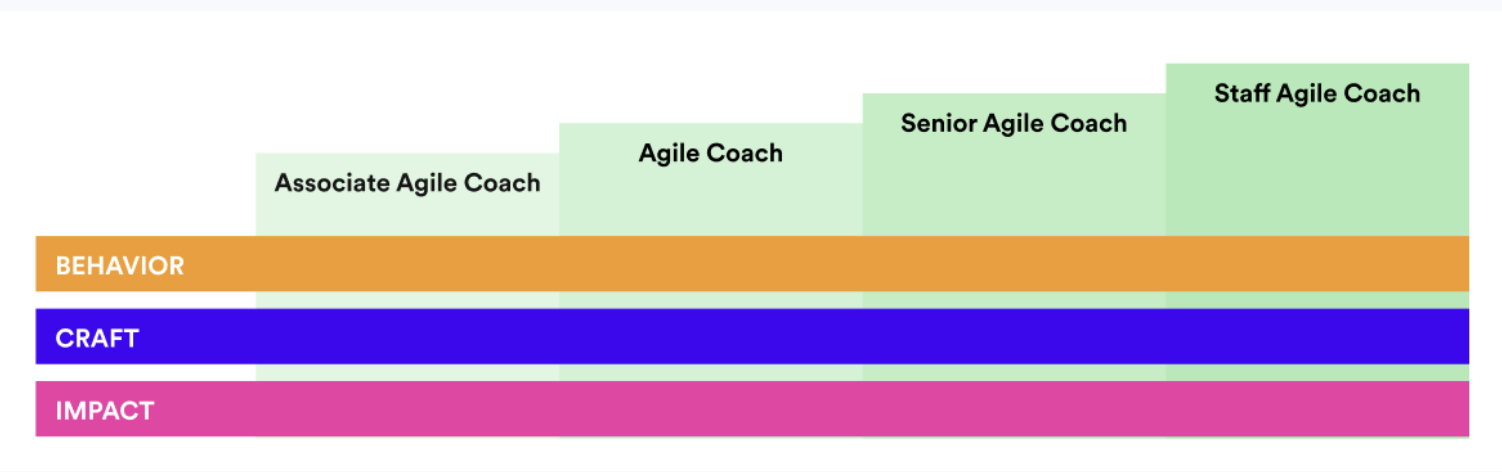 Staff Agile Coach
Senior Agile Coach
Agile Coach
Associate Agile Coach
BEHAVIOR
CRAFT
IMPACT